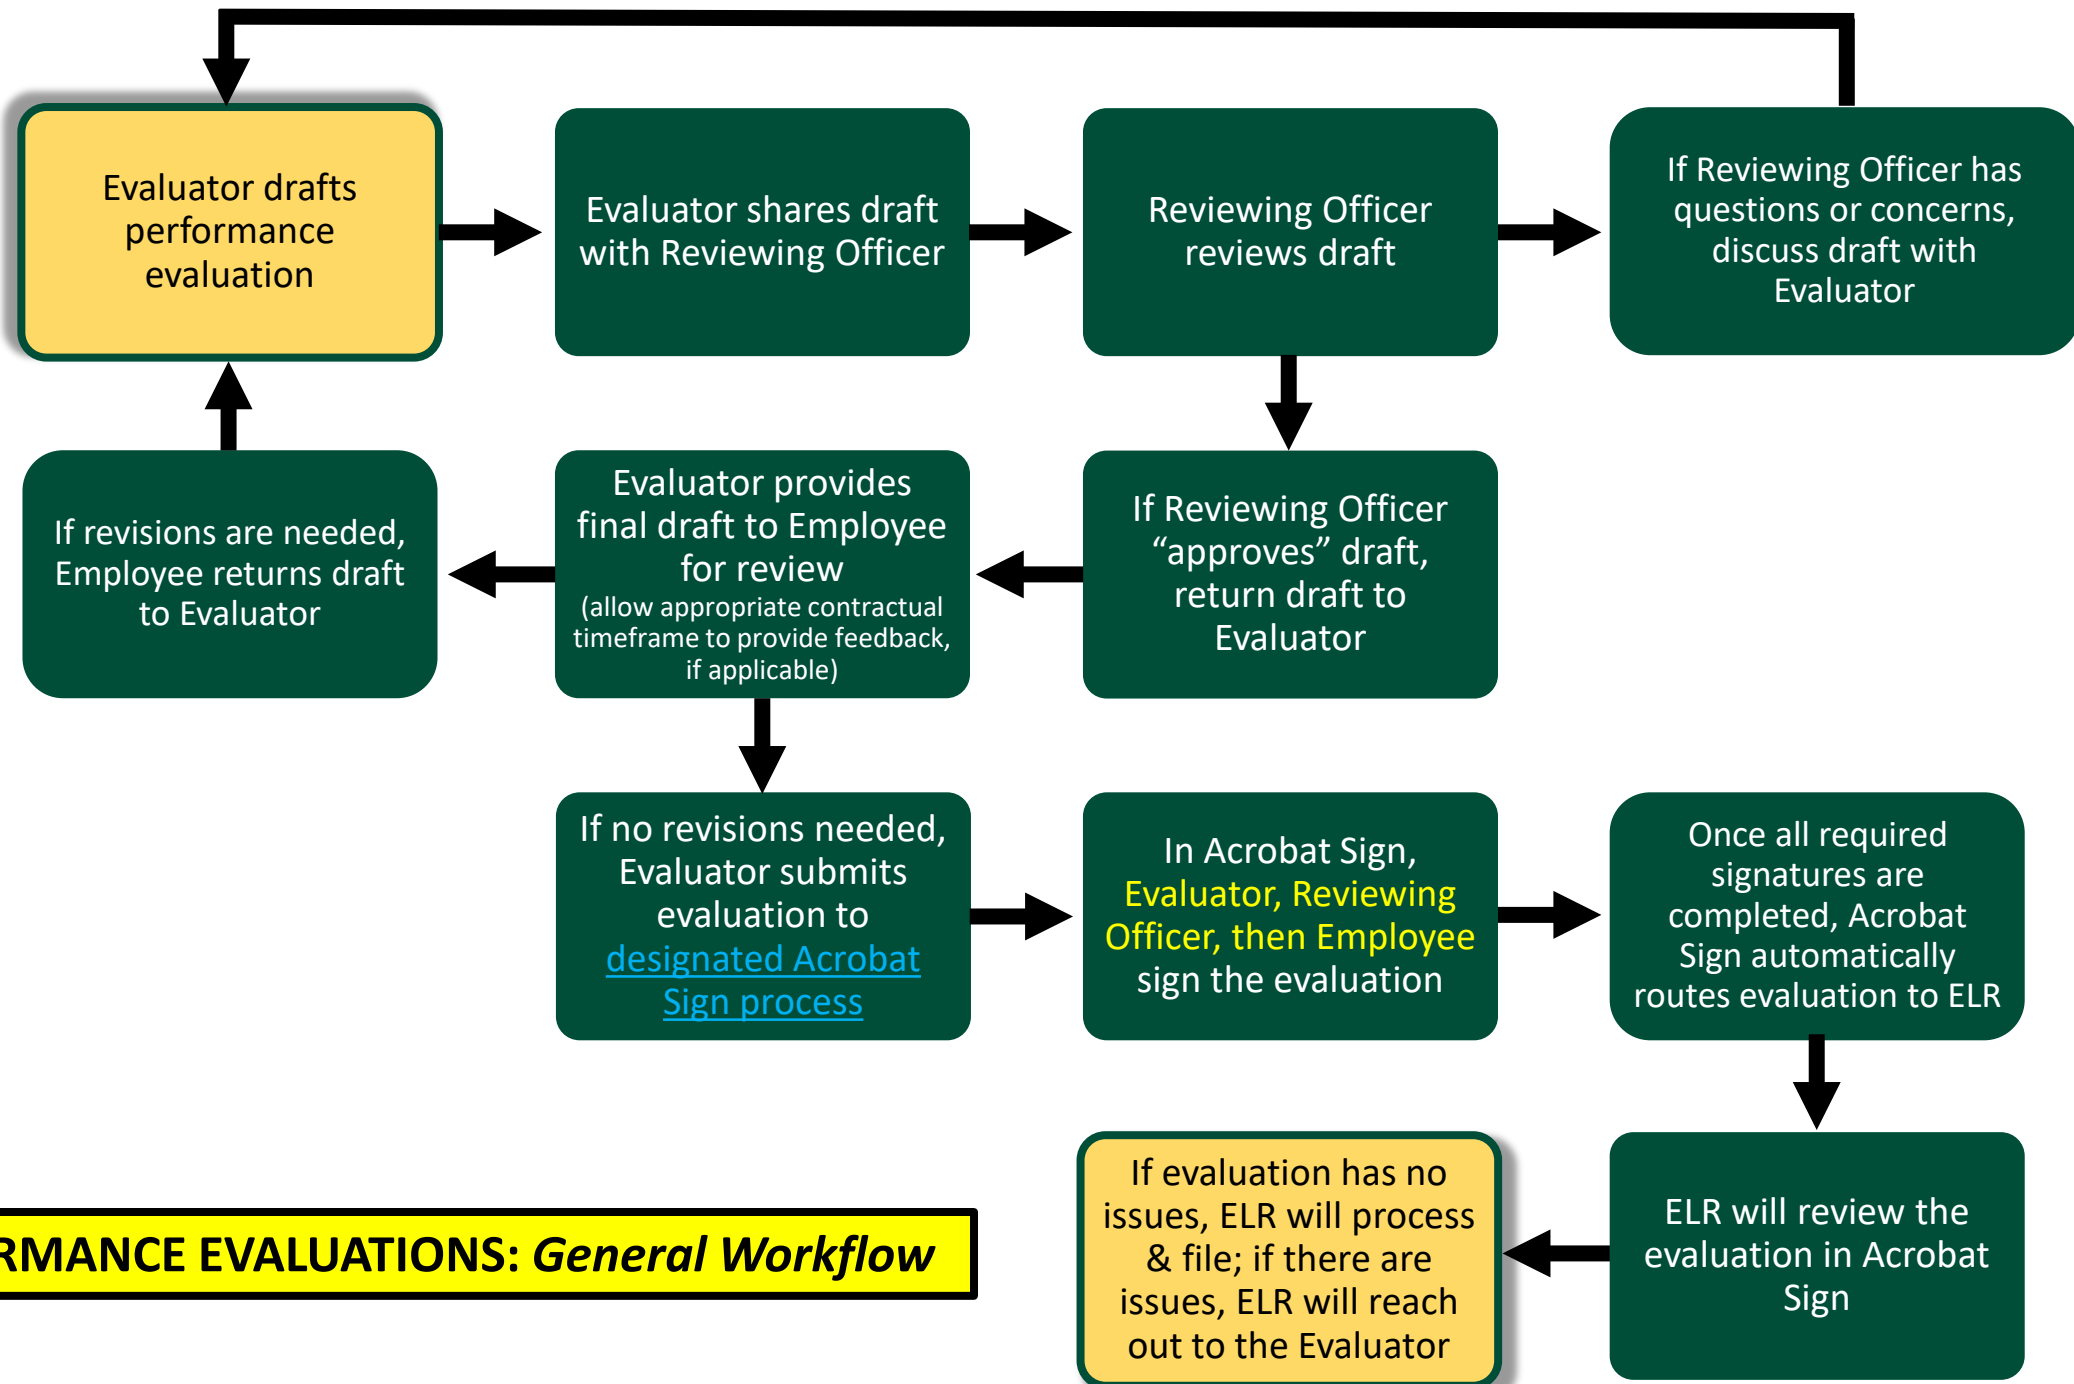 Evaluator drafts
performance
evaluation
Evaluator shares draft
with Reviewing Officer
Reviewing Officer
reviews draft
If Reviewing Officer has
questions or concerns,
discuss draft with
Evaluator
If revisions are needed,
Employee returns draft
to Evaluator
Evaluator provides
final draft to Employee
for review
(allow appropriate contractual
timeframe to provide feedback,
if applicable)
If Reviewing Officer
“approves” draft,
return draft to
Evaluator
If no revisions needed,
Evaluator submits
evaluation to
designated Acrobat
Sign process
In Acrobat Sign,
Evaluator, Reviewing
Officer, then Employee
sign the evaluation
Once all required
signatures are
completed, Acrobat
Sign automatically
routes evaluation to ELR
If evaluation has no
issues, ELR will process
& file; if there are
issues, ELR will reach
out to the Evaluator
ELR will review the
evaluation in Acrobat
Sign
RMANCE EVALUATIONS: General Workflow